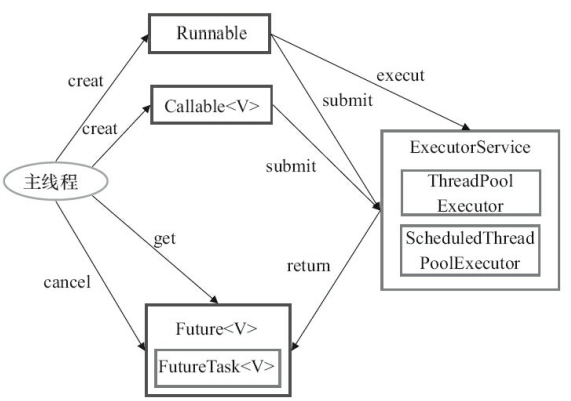 Runnable
execut
creat
submit
Callable<V>
creat
ExecutorService
submit
ThreadPool
Executor
主线程
ScheduledThread
PoolExecutor
get
return
cancel
Future<V>
FutureTask<V>